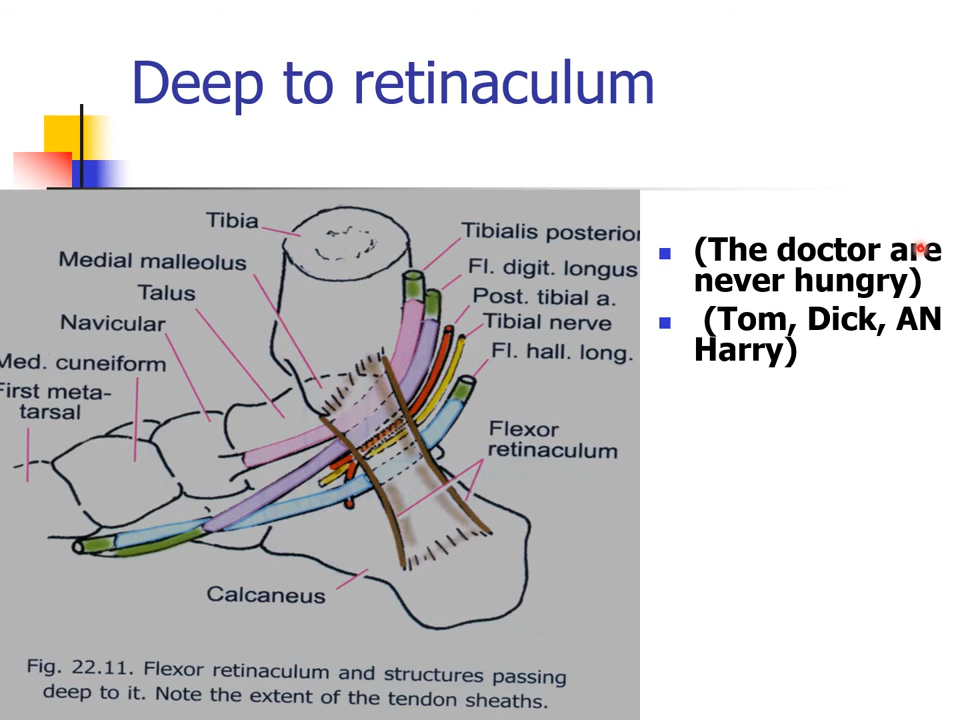 Deep to retinaculum
Tibia
Tibialis posterior
Medial malleolus
Fl. digit. longus
Talus
Post. tibial a.
Navicular
Tibial nerve
Med. cuneiform
Fl. hall. long.
First meta-
tarsal
Flexor
retinaculum
Calcaneus
Fig. 22.11. Flexor retinaculum and structures passing
deep to it. Note the extent of the tendon sheaths.
(The doctor are
never hungry)
(Tom, Dick, AN
Harry)